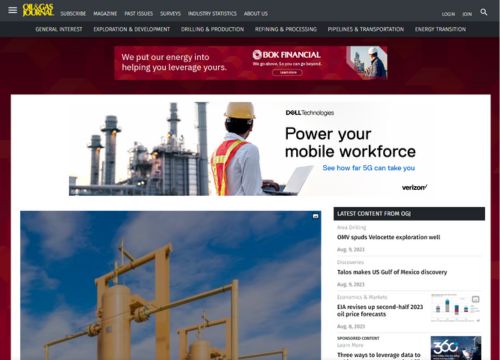 OIL&GAS JOURNAL
SUBSCRIBE MAGAZINE PAST ISSUES SURVEYS INDUSTRY STATISTICS ABOUT US LOGIN JOIN
GENERAL INTEREST EXPLORATION & DEVELOPMENT DRILLING & PRODUCTION REFINING & PROCESSING PIPELINES & TRANSPORTATION ENERGY TRANSITION
We put our energy into
helping you leverage yours.
BOK FINANCIAL
We go above. So you can go beyond.
Learn more
DELLTechnologies
Power your
mobile workforce
See how far 5G can take you
verizon
LATEST CONTENT FROM OGJ
Area Drilling
OMV spuds Velocette exploration well
Aug. 9, 2023
Discoveries
Talos makes US Gulf of Mexico discovery
Aug. 9, 2023
Economics & Markets
EIA revises up second-half 2023
oil price forecasts
Aug. 8, 2023
SPONSORED CONTENT
Learn More
Three ways to leverage data to
360